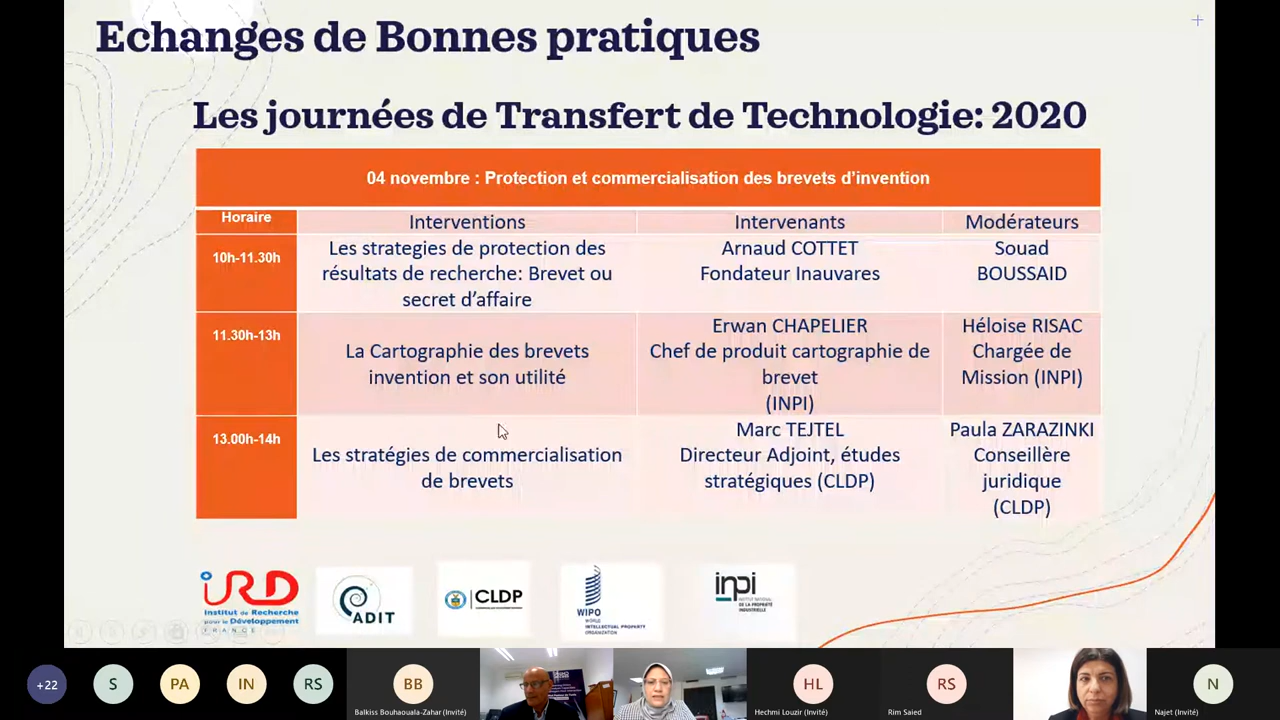 Echanges de Bonnes pratiques
Les journées de Transfert de Technologie: 2020
04 novembre : Protection et commercialisation des brevets d'invention
Horaire
Interventions
Intervenants
Modérateurs
10h-11.30h
Les strategies de protection des
résultats de recherche: Brevet ou
secret d'affaire
Arnaud COTTET
Fondateur Inauvares
Souad
BOUSSAID
11.30h-13h
La Cartographie des brevets
invention et son utilité
Erwan CHAPELIER
Chef de produit cartographie de
brevet
(INPI)
Héloise RISAC
Chargée de
Mission (INPI)
13.00h-14h
Les stratégies de commercialisation
de brevets
Marc TEJTEL
Directeur Adjoint, études
stratégiques (CLDP)
Paula ZARAZINKI
Conseillère
juridique
(CLDP)
iRD
Institut de Recherche
pour le Développement
FRANCE
ADIT
CLDP
WIPO
WORLD
INTELLECTUAL PROPERTY
ORGANIZATION
inpi
INSTITUT NATIONAL
DE LA PROPRIÉTÉ
INDUSTRIELLE
+22
S
PA
IN
RS
BB
Balkiss Bouhaouala-Zahar (Invité)
HL
Hechmi Louzir (Invité)
RS
Rim Saied
N
Najet (Invité)